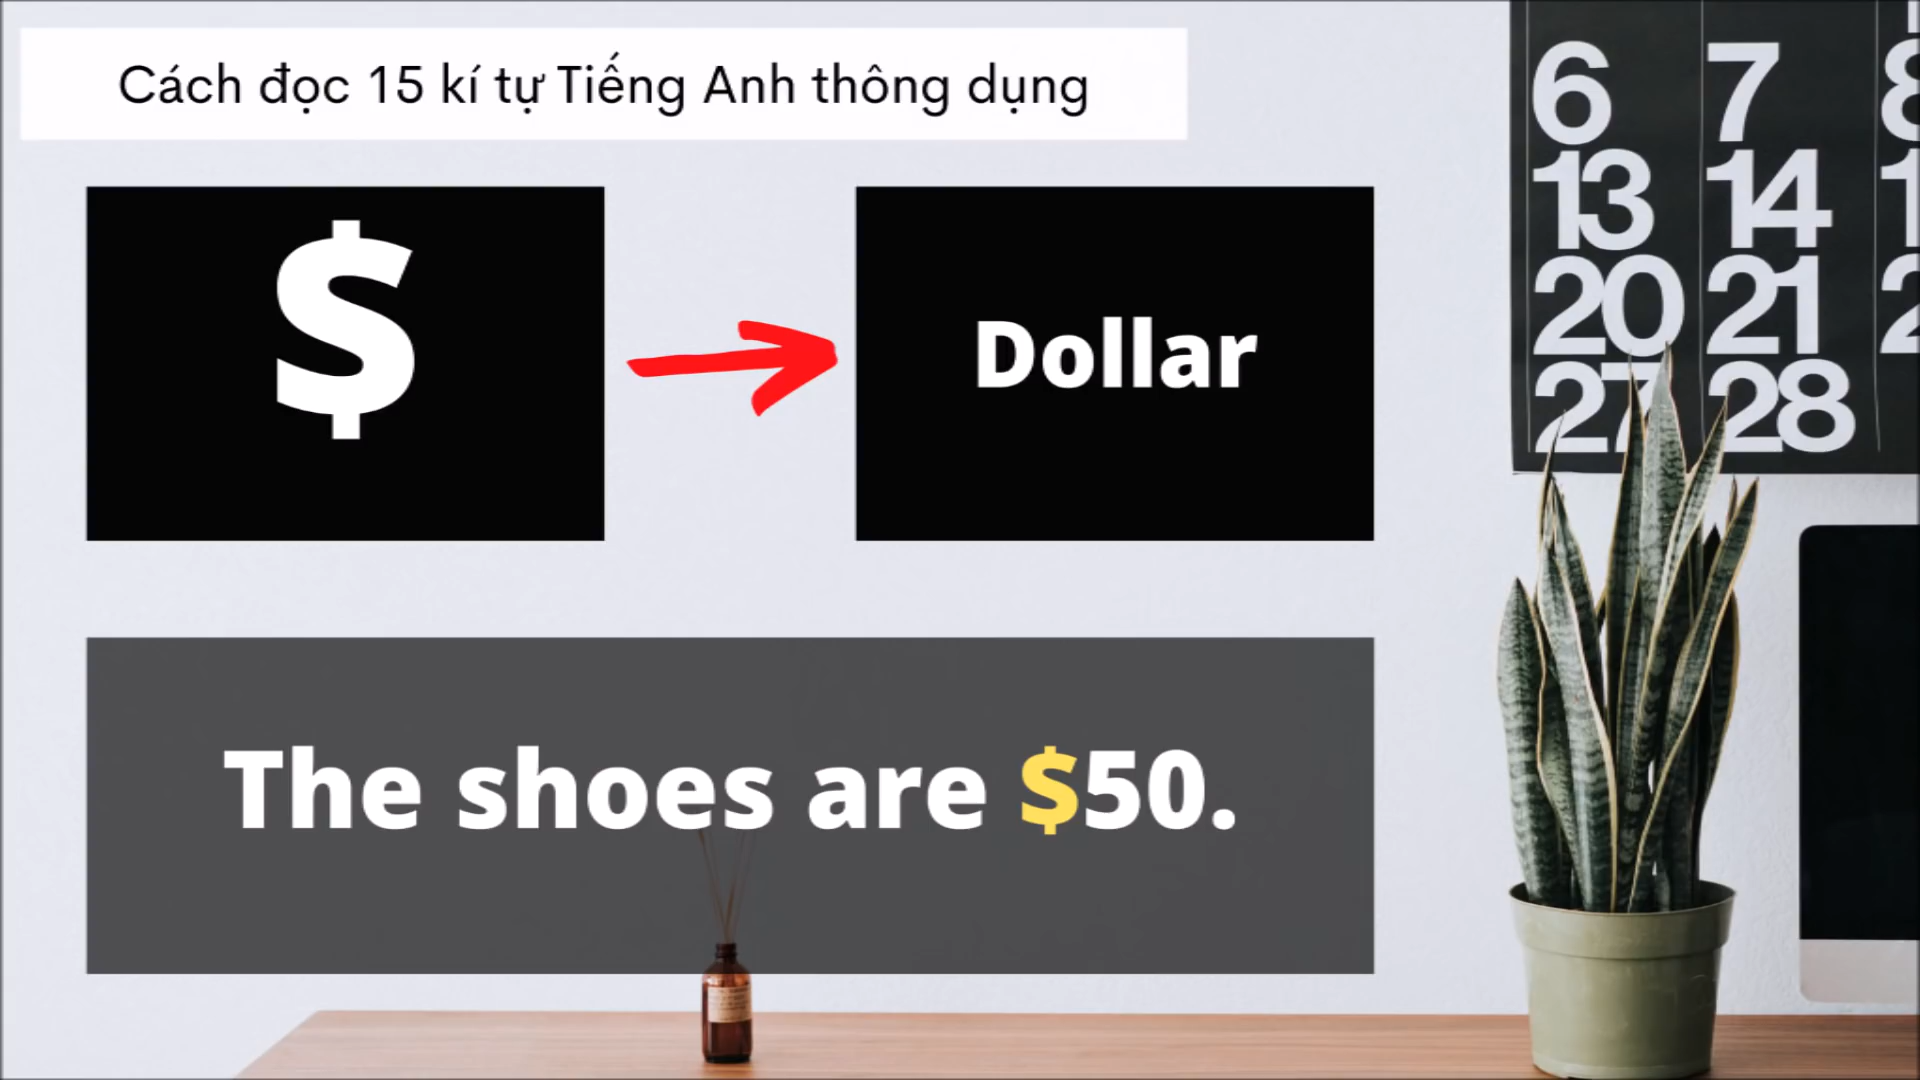 Cách đọc 15 kí tự Tiếng Anh thông dụng
$
Dollar
The shoes are $50.
6 7
13 14
20 21
27 28